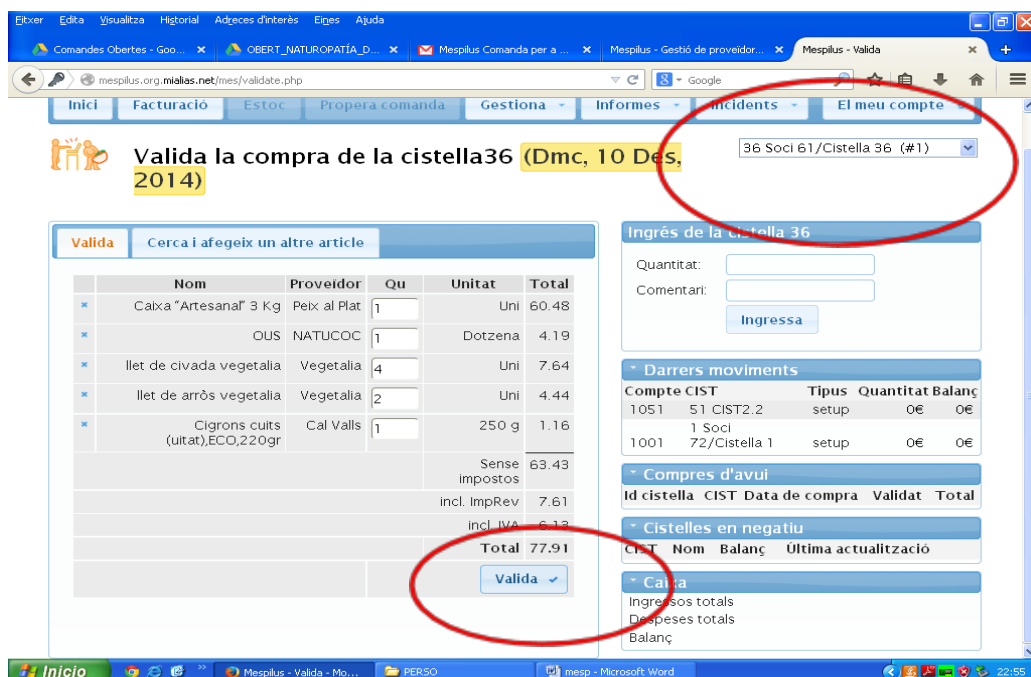 Fitxer Edita Visualitza Historial Adreces d'interès Eines Ajuda
Comandes Obertes - Goo... OBERT_NATUROPATÍA_D... Mespilus Comanda per a ... Mespilus - Gestió de proveïdor... Mespilus - Valida
mespilus.org.mialias.net/mes/validate.php Google
Inici Facturació Estoc Propera comanda Gestiona Informes Incidents El meu compte
36 Soci 61/Cistella 36 (#1)
Valida la compra de la cistella36 (Dmc, 10 Des,
2014)
Valida Cerca i afegeix un altre article
Nom Proveïdor Qu Unitat Total
Caixa "Artesanal" 3 Kg Peix al Plat 1 Uni 60.48
OUS NATUCOC 1 Dotzena 4.19
llet de civada vegetalia Vegetalia 4 Uni 7.64
llet de arròs vegetalia Vegetalia 2 Uni 4.44
Cigrons cuits Cal Valls 1 250 g 1.16
(uitat),ECO,220gr
Sense 63.43
impostos
incl. ImpRev 7.61
incl. IVA 6.13
Total 77.91
Valida
Ingrés de la cistella 36
Quantitat:
Comentari:
Ingressa
Darrers moviments
Compte CIST Tipus Quantitat Balanç
1051 51 CIST2.2 setup 0€ 0€
1 Soci
1001 72/Cistella 1 setup 0€ 0€
Compres d'avui
Id cistella CIST Data de compra Validat Total
Cistelles en negatiu
CIST Nom Balanç Última actualització
Caixa
Ingressos totals
Despeses totals
Balanç
Inicio Mespilus - Valida - Mo... PERSO mesp - Microsoft Word 22:55